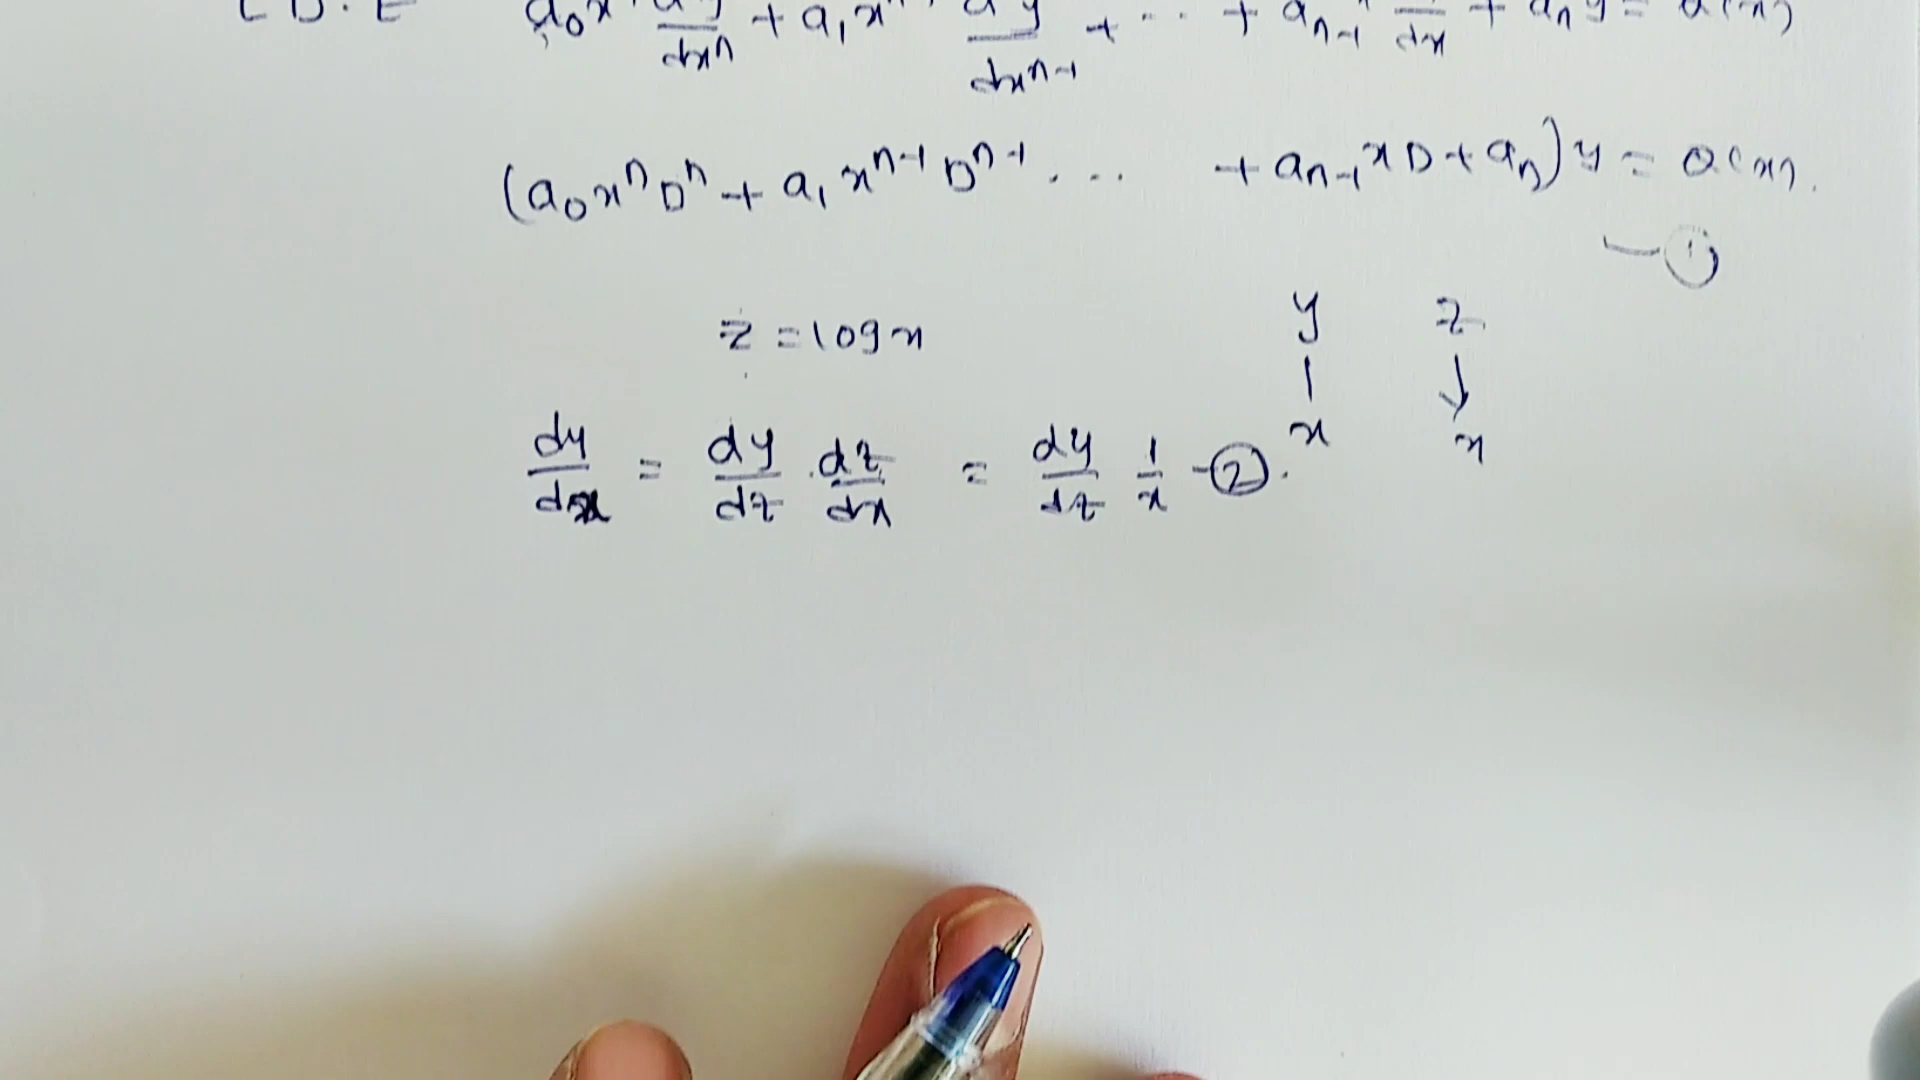 a₀xⁿ dⁿy/dxⁿ + a₁xⁿ⁻¹ dⁿ⁻¹y/dxⁿ⁻¹ + ... + aₙ₋₁ x dy/dx + aₙy = Q(x)
(a₀xⁿDⁿ + a₁xⁿ⁻¹Dⁿ⁻¹ . ... + aₙ₋₁xD + aₙ)y = Q(x).
—①
z = log x
y z
| ↓
x x
dy/dx = dy/dz . dz/dx = dy/dz 1/x -②.